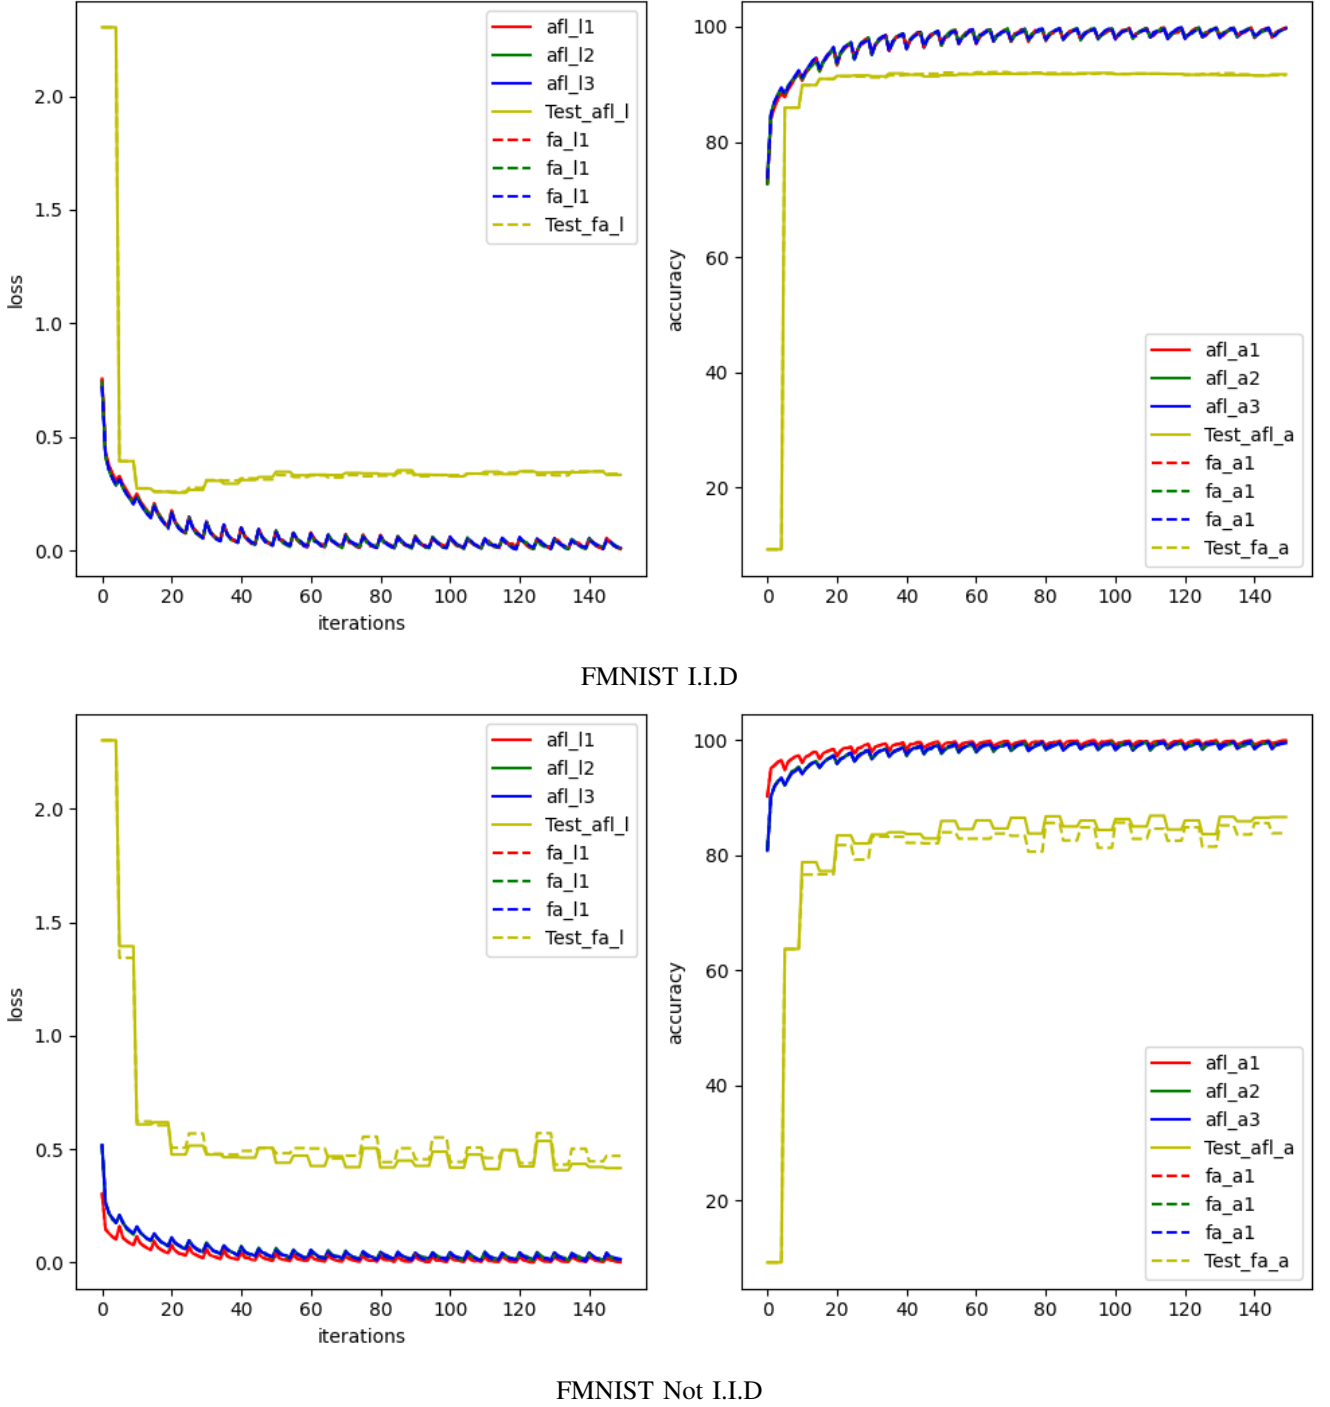 afl_l1
afl_l2
afl_l3
Test_afl_l
fa_l1
fa_l1
fa_l1
Test_fa_l
2.0
1.5
1.0
0.5
0.0
loss
0 20 40 60 80 100 120 140
iterations
100
80
60
40
20
accuracy
afl_a1
afl_a2
afl_a3
Test_afl_a
fa_a1
fa_a1
fa_a1
Test_fa_a
0 20 40 60 80 100 120 140
FMNIST I.I.D
afl_l1
afl_l2
afl_l3
Test_afl_l
fa_l1
fa_l1
fa_l1
Test_fa_l
2.0
1.5
1.0
0.5
0.0
loss
0 20 40 60 80 100 120 140
iterations
100
80
60
40
20
accuracy
afl_a1
afl_a2
afl_a3
Test_afl_a
fa_a1
fa_a1
fa_a1
Test_fa_a
0 20 40 60 80 100 120 140
FMNIST Not I.I.D